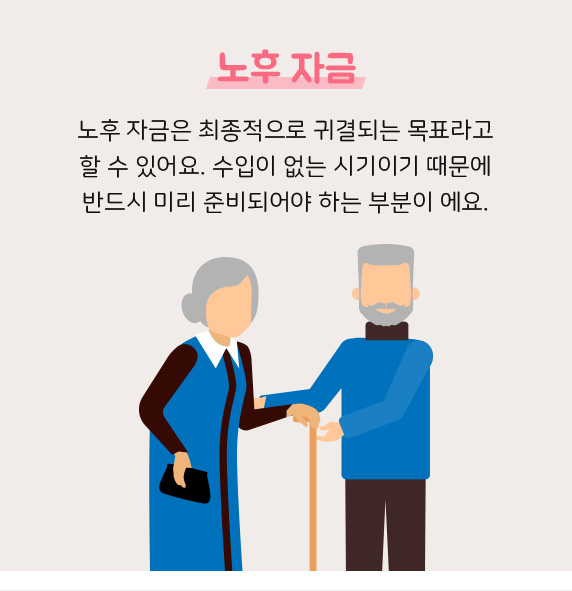 노후 자금
노후 자금은 최종적으로 귀결되는 목표라고
할 수 있어요. 수입이 없는 시기이기 때문에
반드시 미리 준비되어야 하는 부분이 에요.